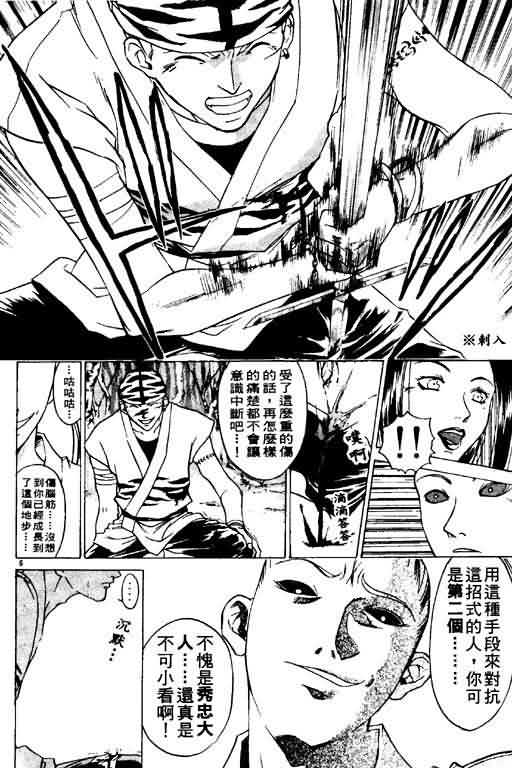 ※刺入
!!
受了這麼重的傷
的話，再怎麼樣
的痛楚都不會讓
意識中斷吧…！
噗啊
滴滴答答
…咕咕咕…
傷腦筋……沒想
到你已經成長到
了這個地步……
6
用這種手段來對抗
這招式的人，你可
是第二個………
不愧是秀忠大
人……還真是
不可小看啊！
…
沉默…